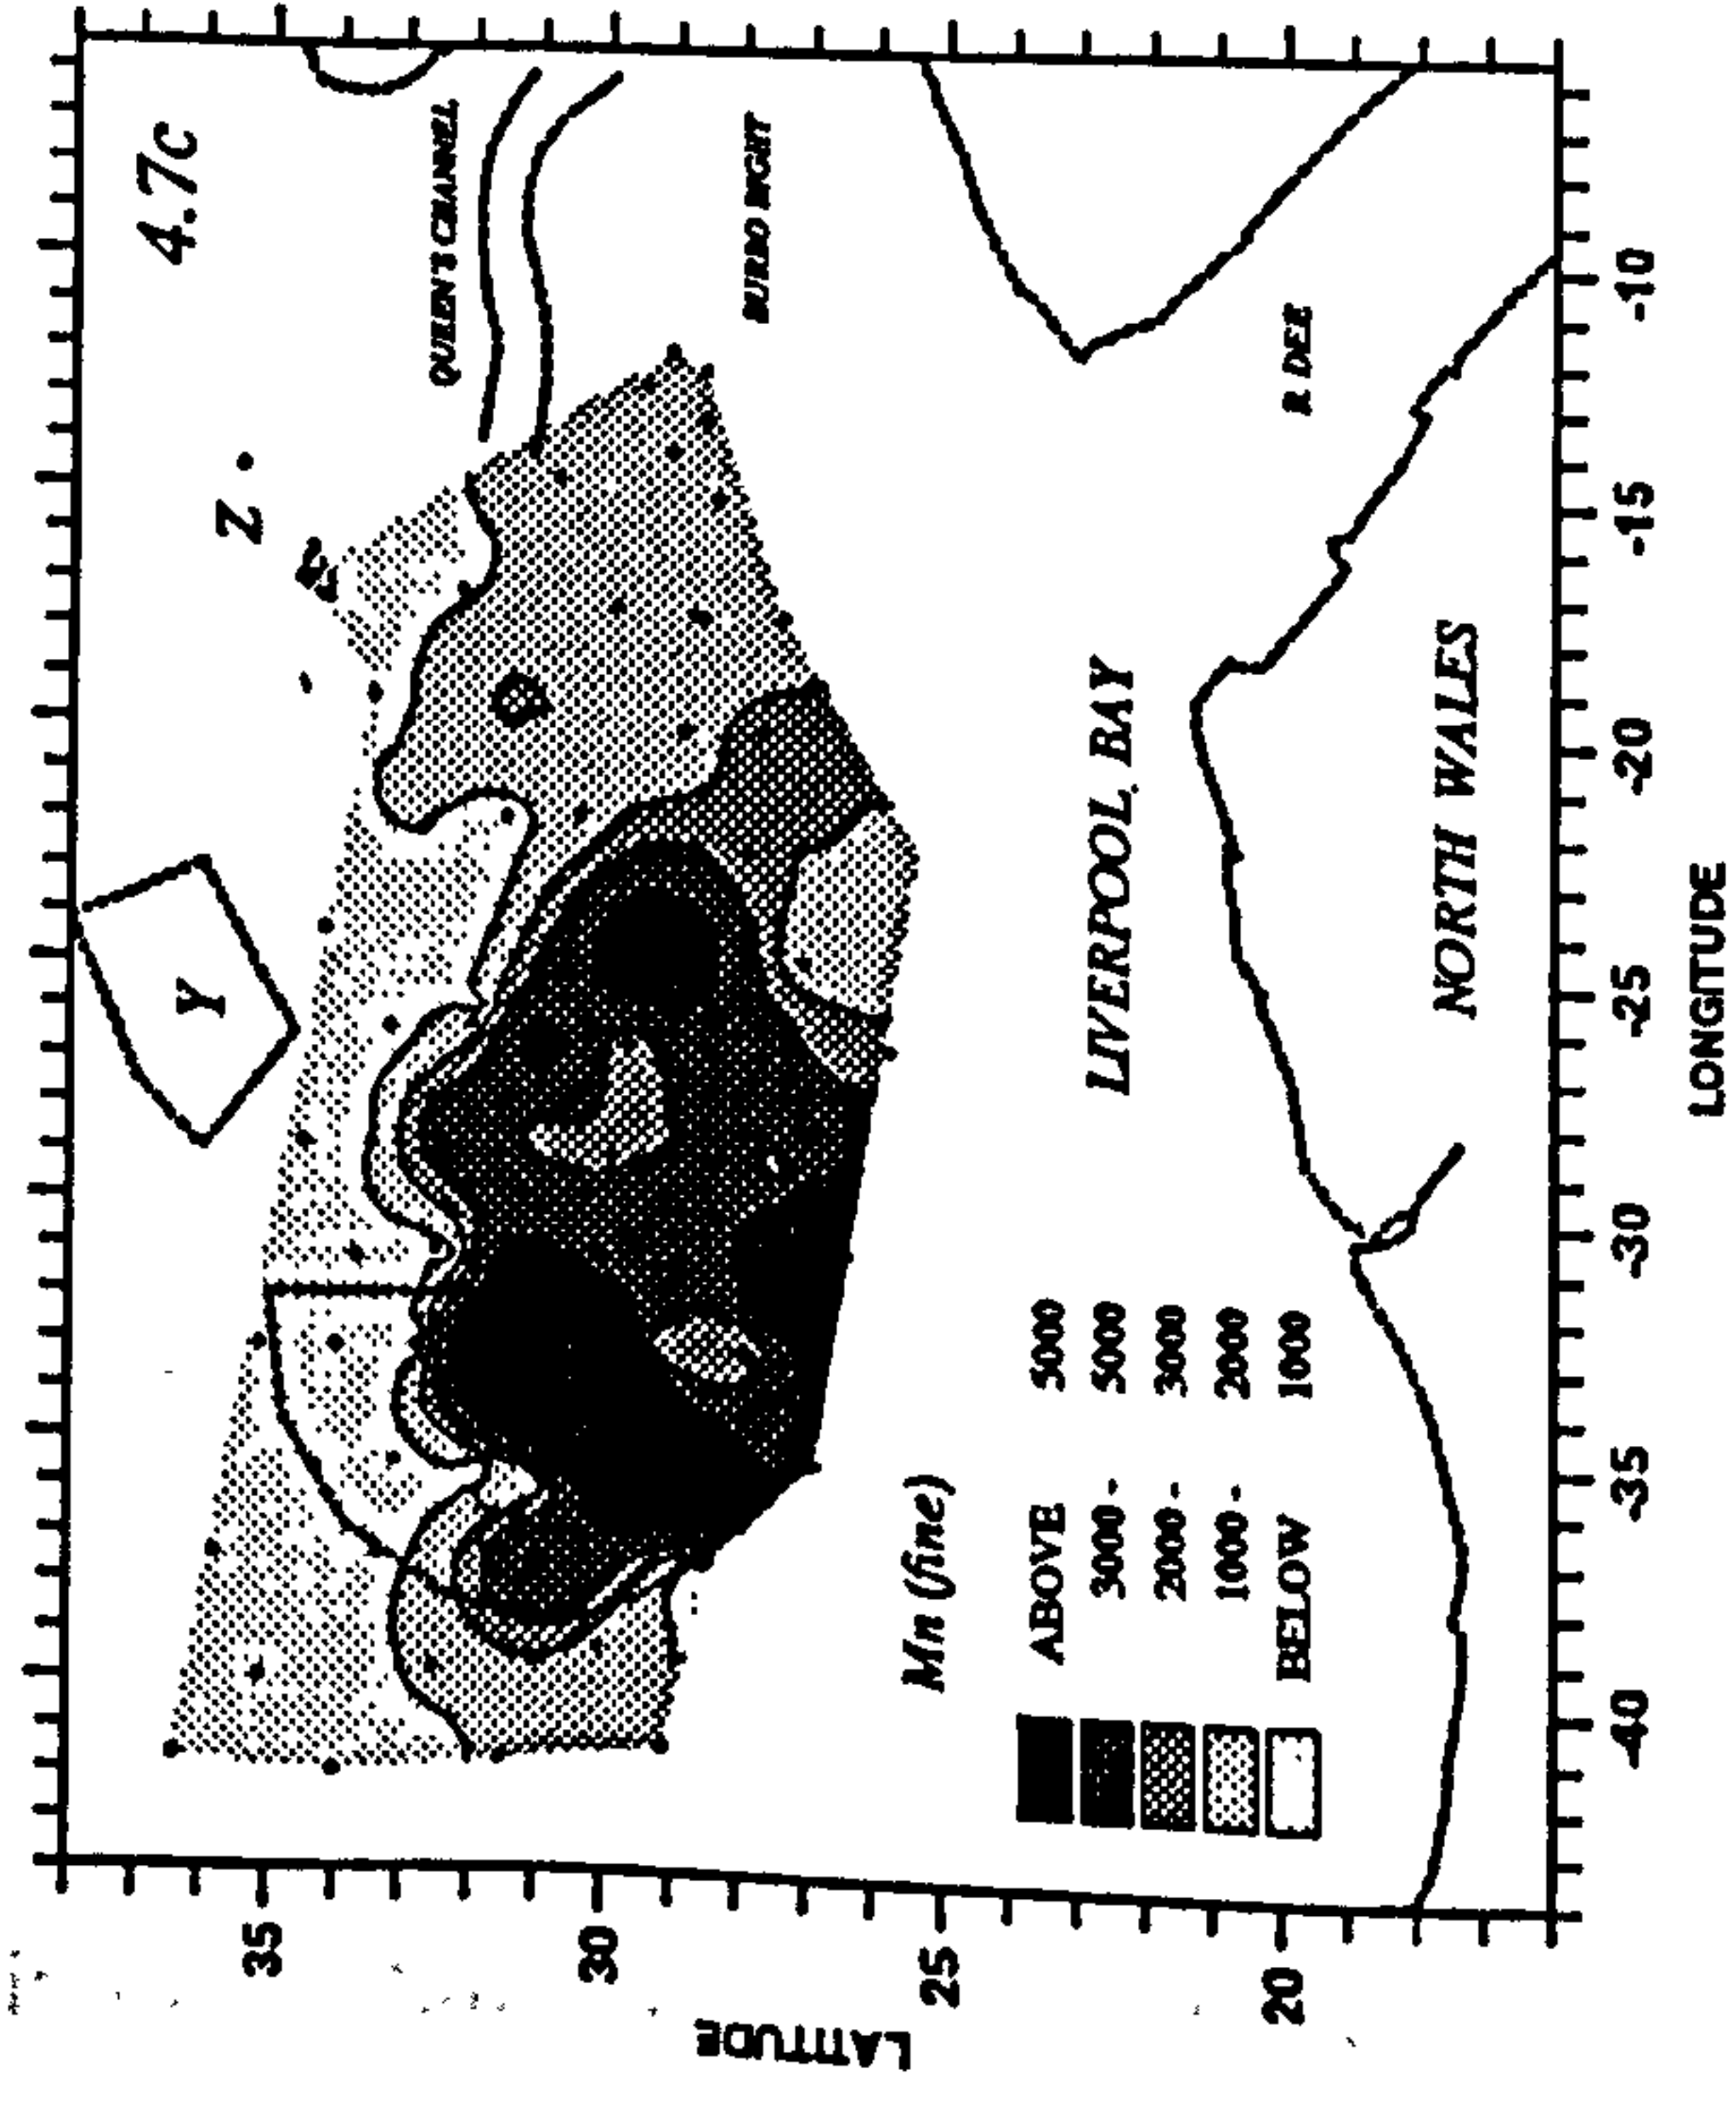 4.7c
Z
Y
QUEEN'S CHANNEL
BURBO BIGHT
R DEE
LIVERPOOL BAY
NORTH WALES
Mn (fine)
ABOVE 5000
3000 - 5000
2000 - 3000
1000 - 2000
BELOW 1000
LATITUDE
35
30
25
20
-40
-35
-30
-25
-20
-15
-10
LONGITUDE